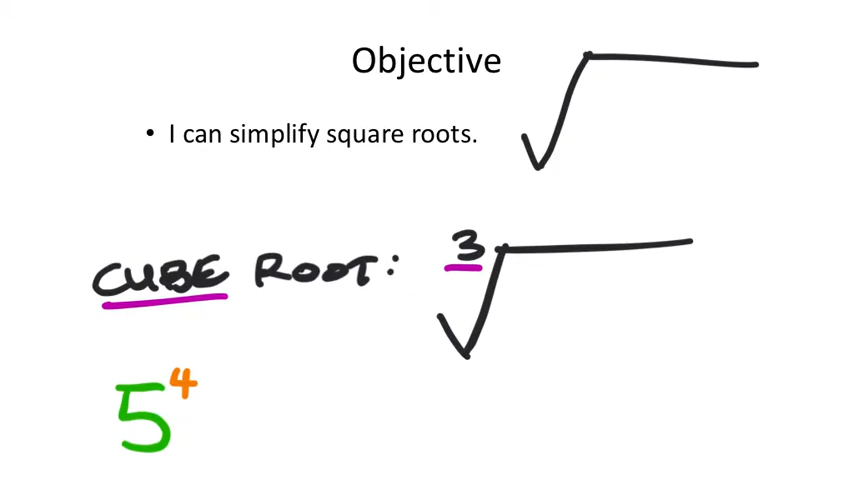 Objective
• I can simplify square roots. √
CUBE ROOT: ³√
5⁴